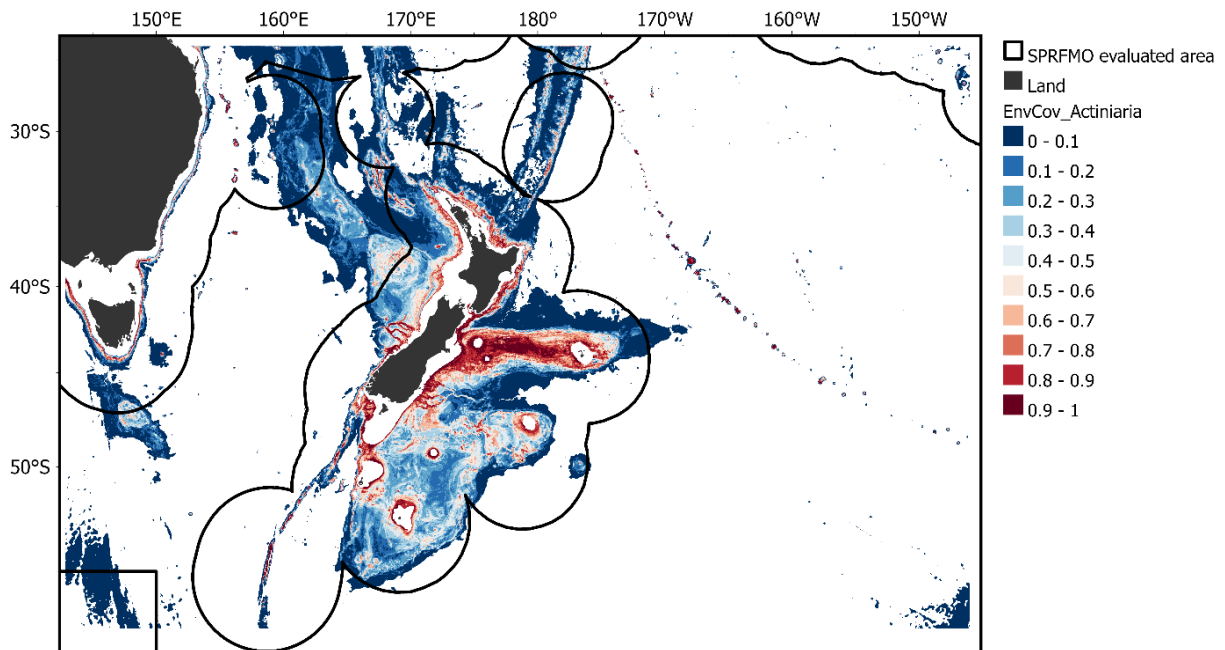 150°E 160°E 170°E 180° 170°W 160°W 150°W
30°S
40°S
50°S
SPRFMO evaluated area
Land
EnvCov_Actiniaria
0 - 0.1
0.1 - 0.2
0.2 - 0.3
0.3 - 0.4
0.4 - 0.5
0.5 - 0.6
0.6 - 0.7
0.7 - 0.8
0.8 - 0.9
0.9 - 1